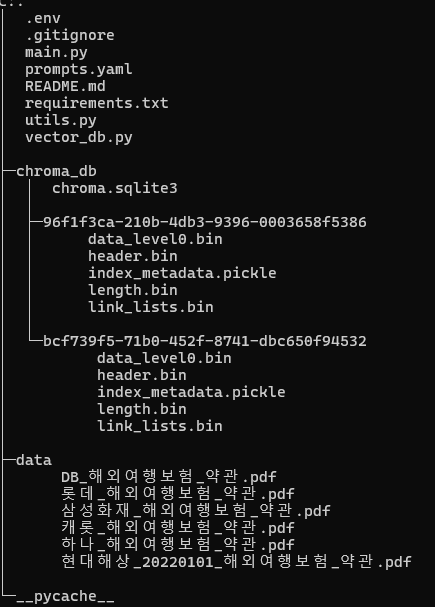 C:.
.env
.gitignore
main.py
prompts.yaml
README.md
requirements.txt
utils.py
vector_db.py
chroma_db
chroma.sqlite3
96f1f3ca-210b-4db3-9396-0003658f5386
data_level0.bin
header.bin
index_metadata.pickle
length.bin
link_lists.bin
bcf739f5-71b0-452f-8741-dbc650f94532
data_level0.bin
header.bin
index_metadata.pickle
length.bin
link_lists.bin
data
DB_해외여행보험_약관.pdf
롯데_해외여행보험_약관.pdf
삼성화재_해외여행보험_약관.pdf
캐롯_해외여행보험_약관.pdf
하나_해외여행보험_약관.pdf
현대해상_20220101_해외여행보험_약관.pdf
__pycache__